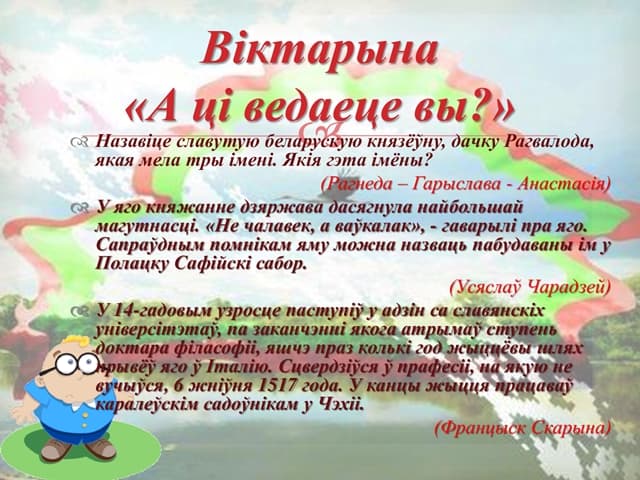 Віктарына
«А ці ведаеце вы?»
Назавіце славутую беларускую князёўну, дачку Рагвалода,
якая мела тры імені. Якія гэта імёны?
(Рагнеда – Гарыслава - Анастасія)
У яго княжанне дзяржава дасягнула найбольшай
магутнасці. «Не чалавек, а ваўкалак», - гаварылі пра яго.
Сапраўдным помнікам яму можна назваць пабудаваны ім у
Полацку Сафійскі сабор.
(Усяслаў Чарадзей)
У 14-гадовым узросце паступіў у адзін са славянскіх
універсітэтаў, па заканчэнні якога атрымаў ступень
доктара філасофіі, яшчэ праз колькі год жыццёвы шлях
прывёў яго ў Італію. Сцвердзіўся ў прафесіі, на якую не
вучыўся, 6 жніўня 1517 года. У канцы жыцця працаваў
каралеўскім садоўнікам у Чэхіі.
(Францыск Скарына)